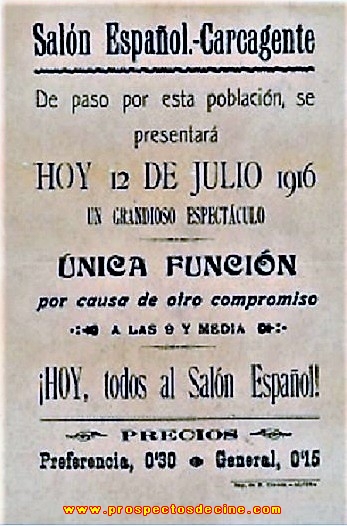 Salón Español.-Carcagente
De paso por esta población, se
presentará
HOY 12 DE JULIO 1916
UN GRANDIOSO ESPECTÁCULO
ÚNICA FUNCIÓN
por causa de otro compromiso
A LAS 9 Y MEDIA
¡HOY, todos al Salón Español!
PRECIOS
Preferencia, 0'30 General, 0'15
www.prospectosdecine.com